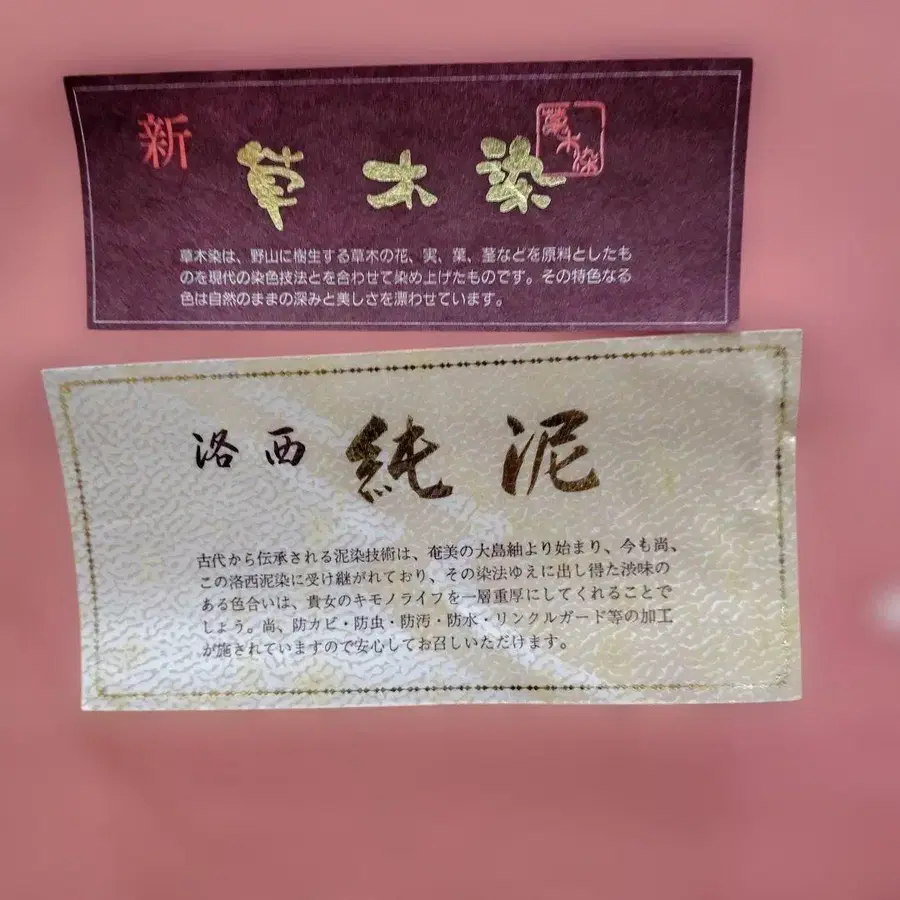 新 草木染
草木染
草木染は、野山に樹生する草木の花、実、葉、茎などを原料としたも
のを現代の染色技法とを合わせて染め上げたものです。その特色なる
色は自然のままの深みと美しさを漂わせています。
洛西 純泥
古代から伝承される泥染技術は、奄美の大島紬より始まり、今も尚、
この洛西泥染に受け継がれており、その染法ゆえに出し得た渋味の
ある色合いは、貴女のキモノライフを一層重厚にしてくれることで
しょう。尚、防カビ・防虫・防汚・防水・リンクルガード等の加工
が施されていますので安心してお召しいただけます。